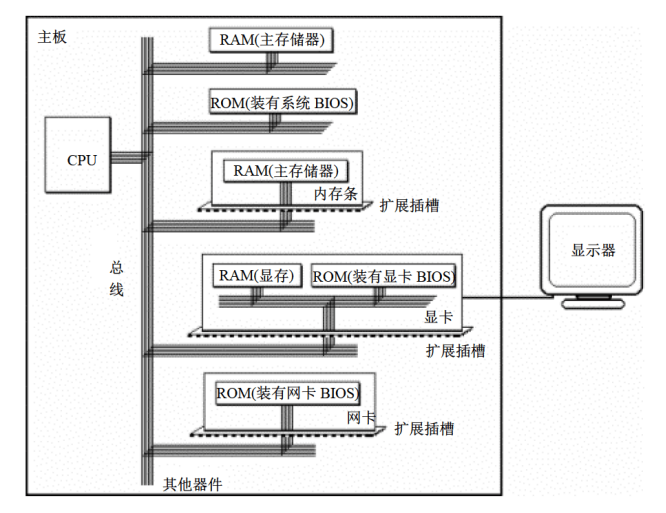 主板
RAM(主存储器)
ROM(装有系统 BIOS)
CPU
RAM(主存储器)
内存条
扩展插槽
总
线
RAM(显存)
ROM(装有显卡 BIOS)
显卡
扩展插槽
显示器
ROM(装有网卡 BIOS)
网卡
扩展插槽
其他器件